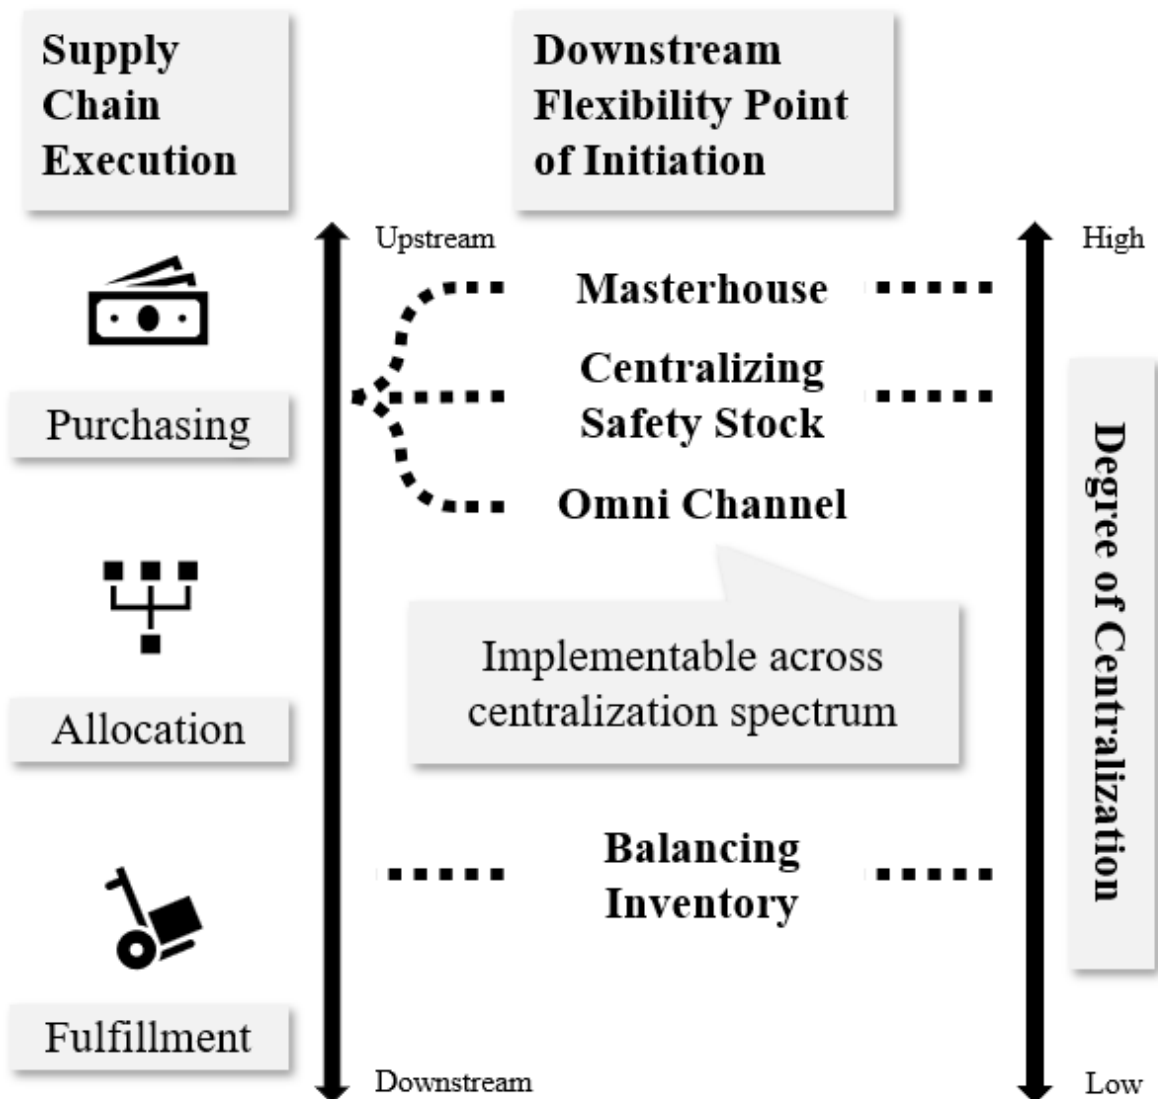 Supply
Chain
Execution
Downstream
Flexibility Point
of Initiation
Upstream
High
Masterhouse
Centralizing
Safety Stock
Purchasing
Omni Channel
Degree of Centralization
Implementable across
centralization spectrum
Allocation
Balancing
Inventory
Fulfillment
Downstream
Low